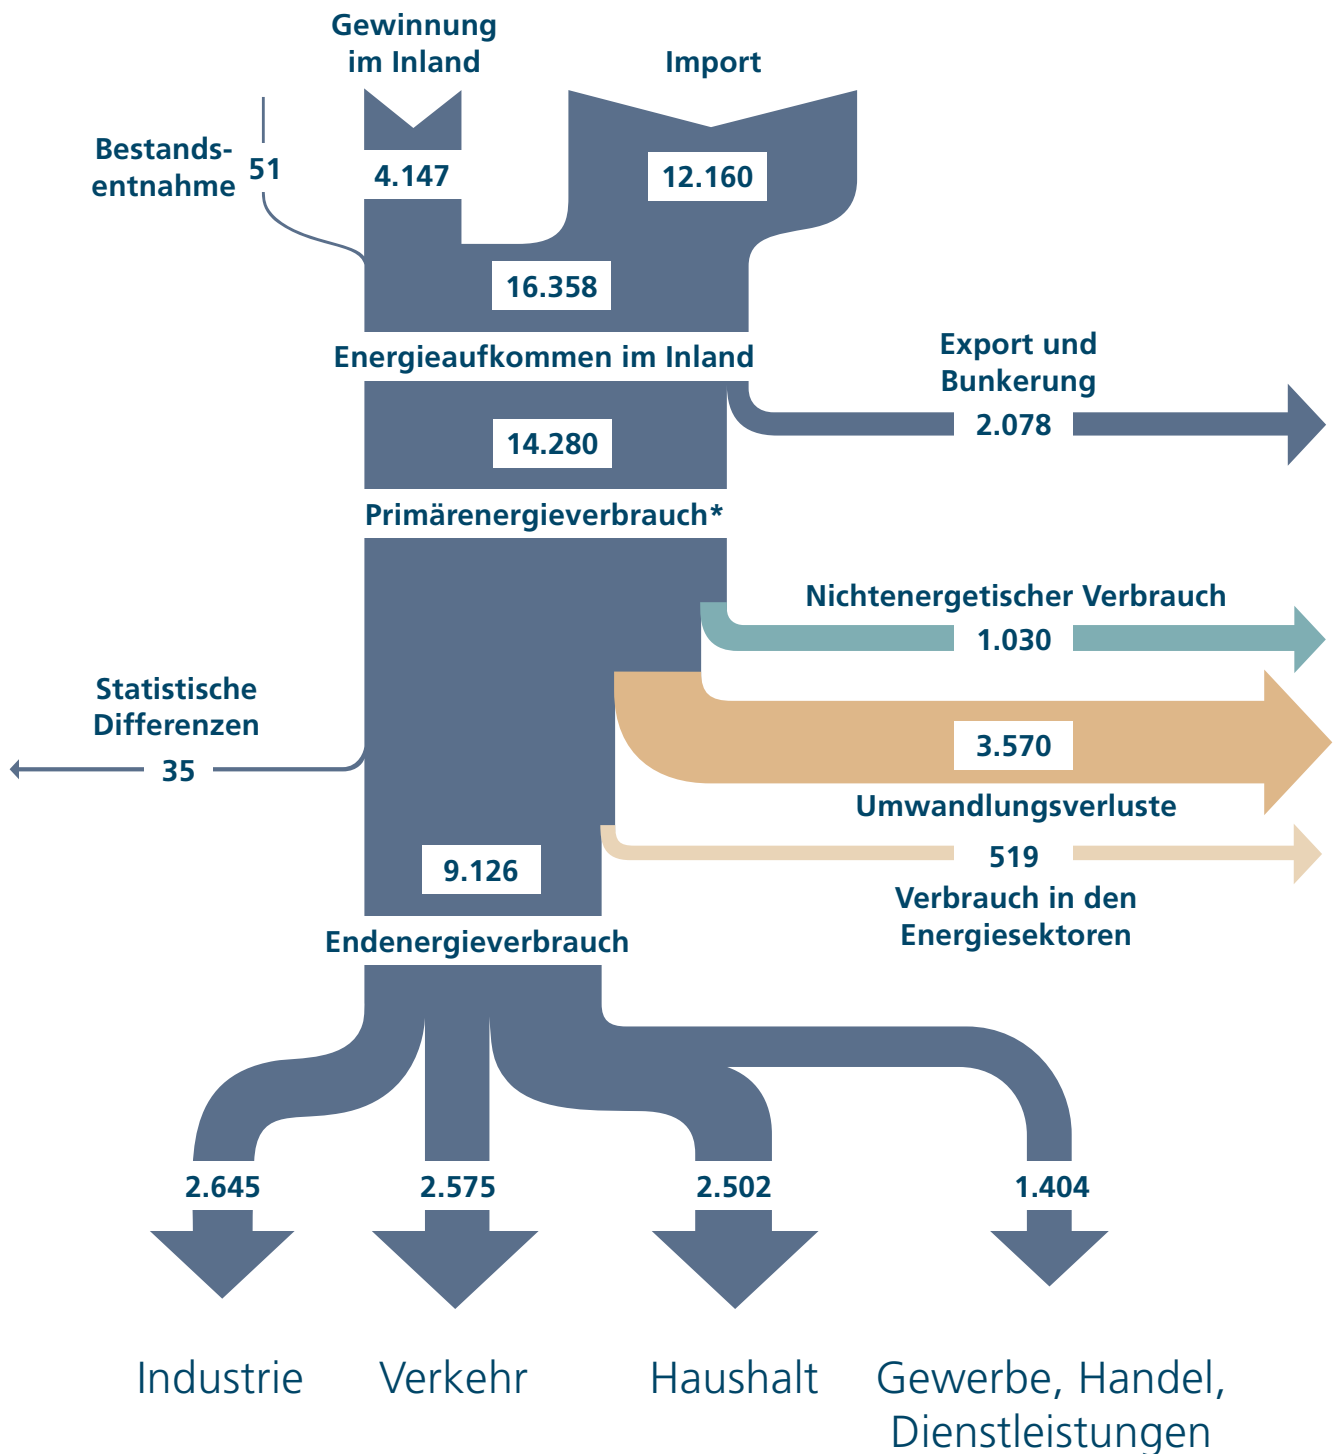 Gewinnung
im Inland
Import
Bestands-
entnahme
51
4.147
12.160
16.358
Energieaufkommen im Inland
Export und
Bunkerung
2.078
14.280
Primärenergieverbrauch*
Nichtenergetischer Verbrauch
1.030
Statistische
Differenzen
35
3.570
Umwandlungsverluste
519
Verbrauch in den
Energiesektoren
9.126
Endenergieverbrauch
2.645
2.575
2.502
1.404
Industrie
Verkehr
Haushalt
Gewerbe, Handel,
Dienstleistungen